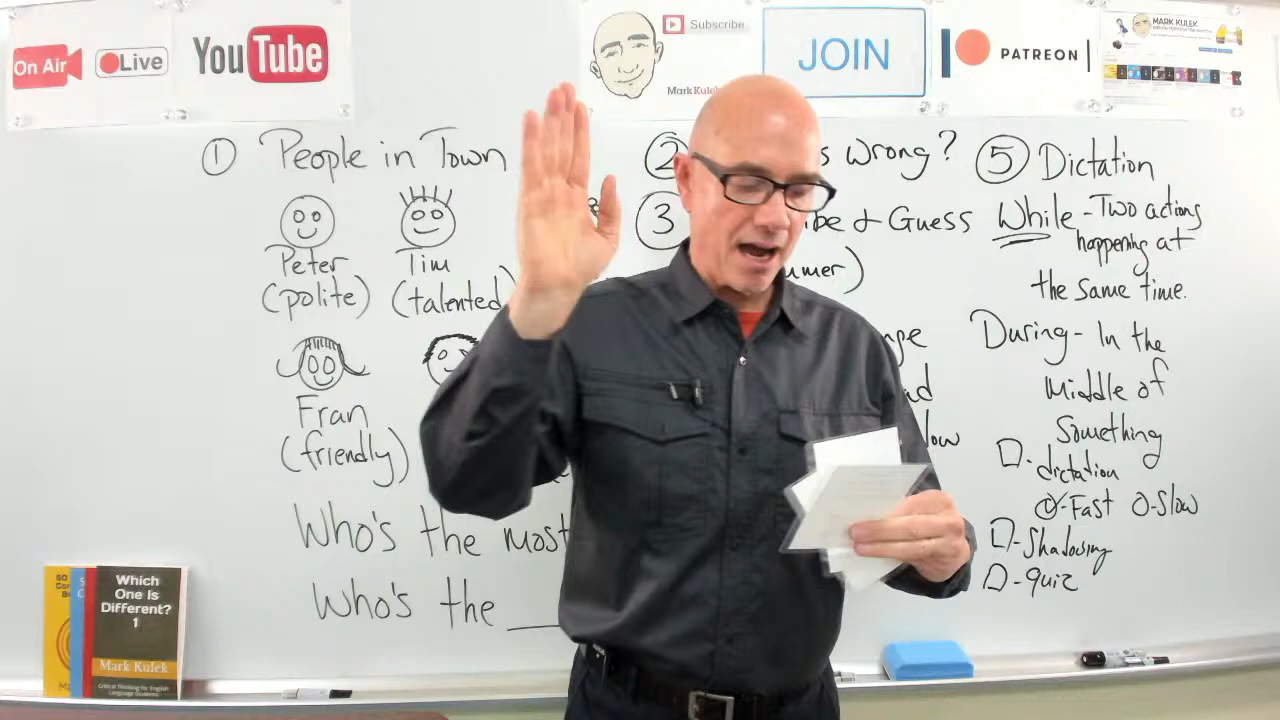 On Air
Live
YouTube
Subscribe
Mark Kulek
JOIN
PATREON
MARK KULEK
① People in Town
Peter
(polite)
Tim
(talented)
Fran
(friendly)
Who's the most
Who's the
②
s wrong?
③
& Guess
⑤ Dictation
While - Two actions
happening at
the same time.
During - In the
Middle of
Something
dictation
Fast Slow
- Shadowing
- quiz
Which
One Is
Different?
1
Mark Kulek
Critical Thinking for English
Language Students